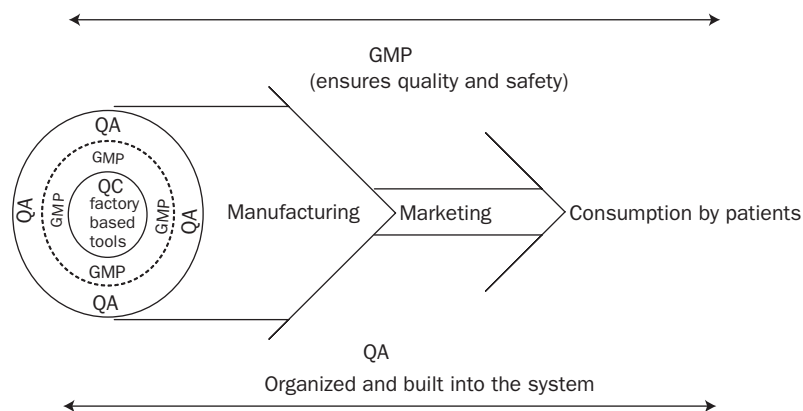 GMP
(ensures quality and safety)
QA
GMP
QC
factory
based
tools
QA
GMP
GMP
QA
GMP
QA
Manufacturing
Marketing
Consumption by patients
QA
Organized and built into the system